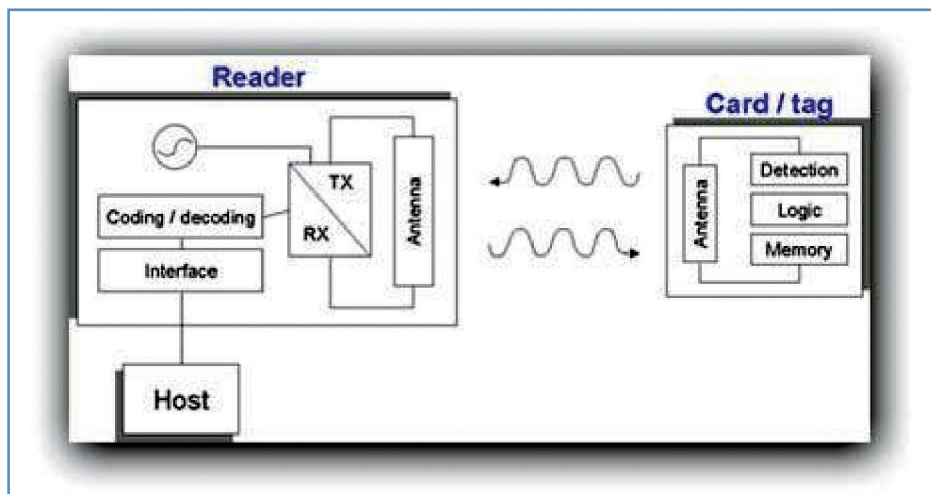 Reader
Card / tag
TX
RX
Antenna
Coding / decoding
Interface
Host
Antenna
Detection
Logic
Memory